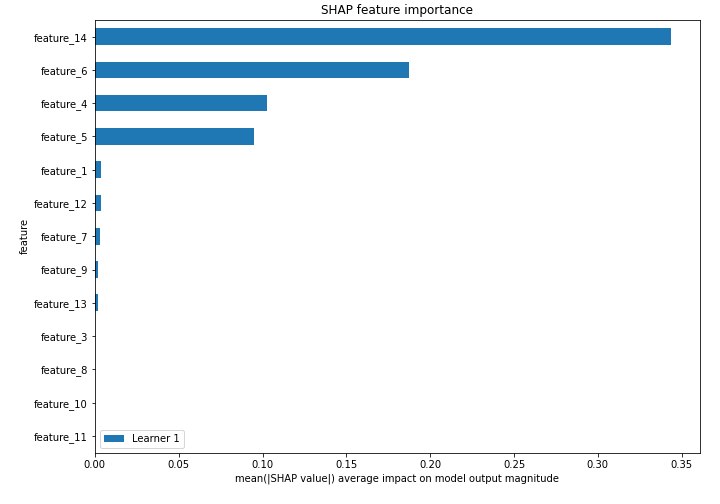 SHAP feature importance
feature_14
feature_6
feature_4
feature_5
feature_1
feature_12
feature_7
feature_9
feature_13
feature_3
feature_8
feature_10
feature_11
feature
Learner 1
0.00 0.05 0.10 0.15 0.20 0.25 0.30 0.35
mean(|SHAP value|) average impact on model output magnitude